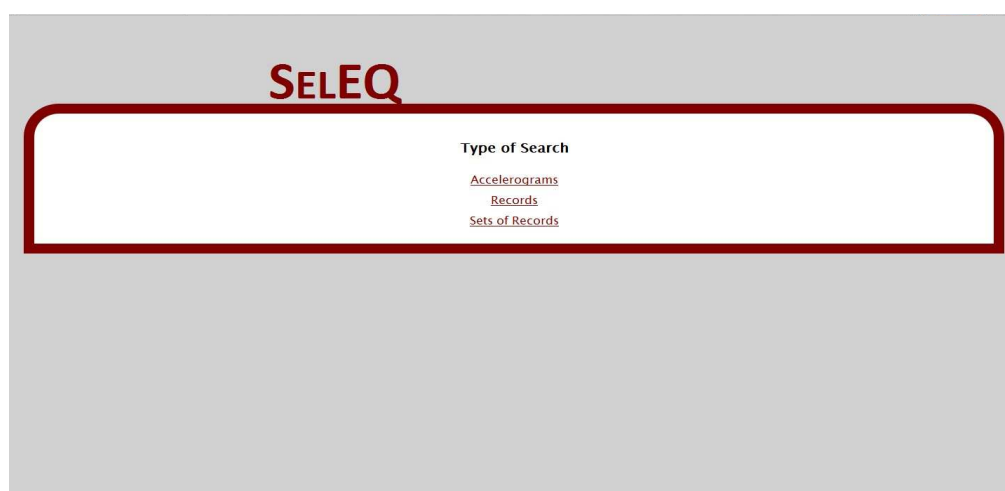 SELEQ
Type of Search
Accelerograms
Records
Sets of Records